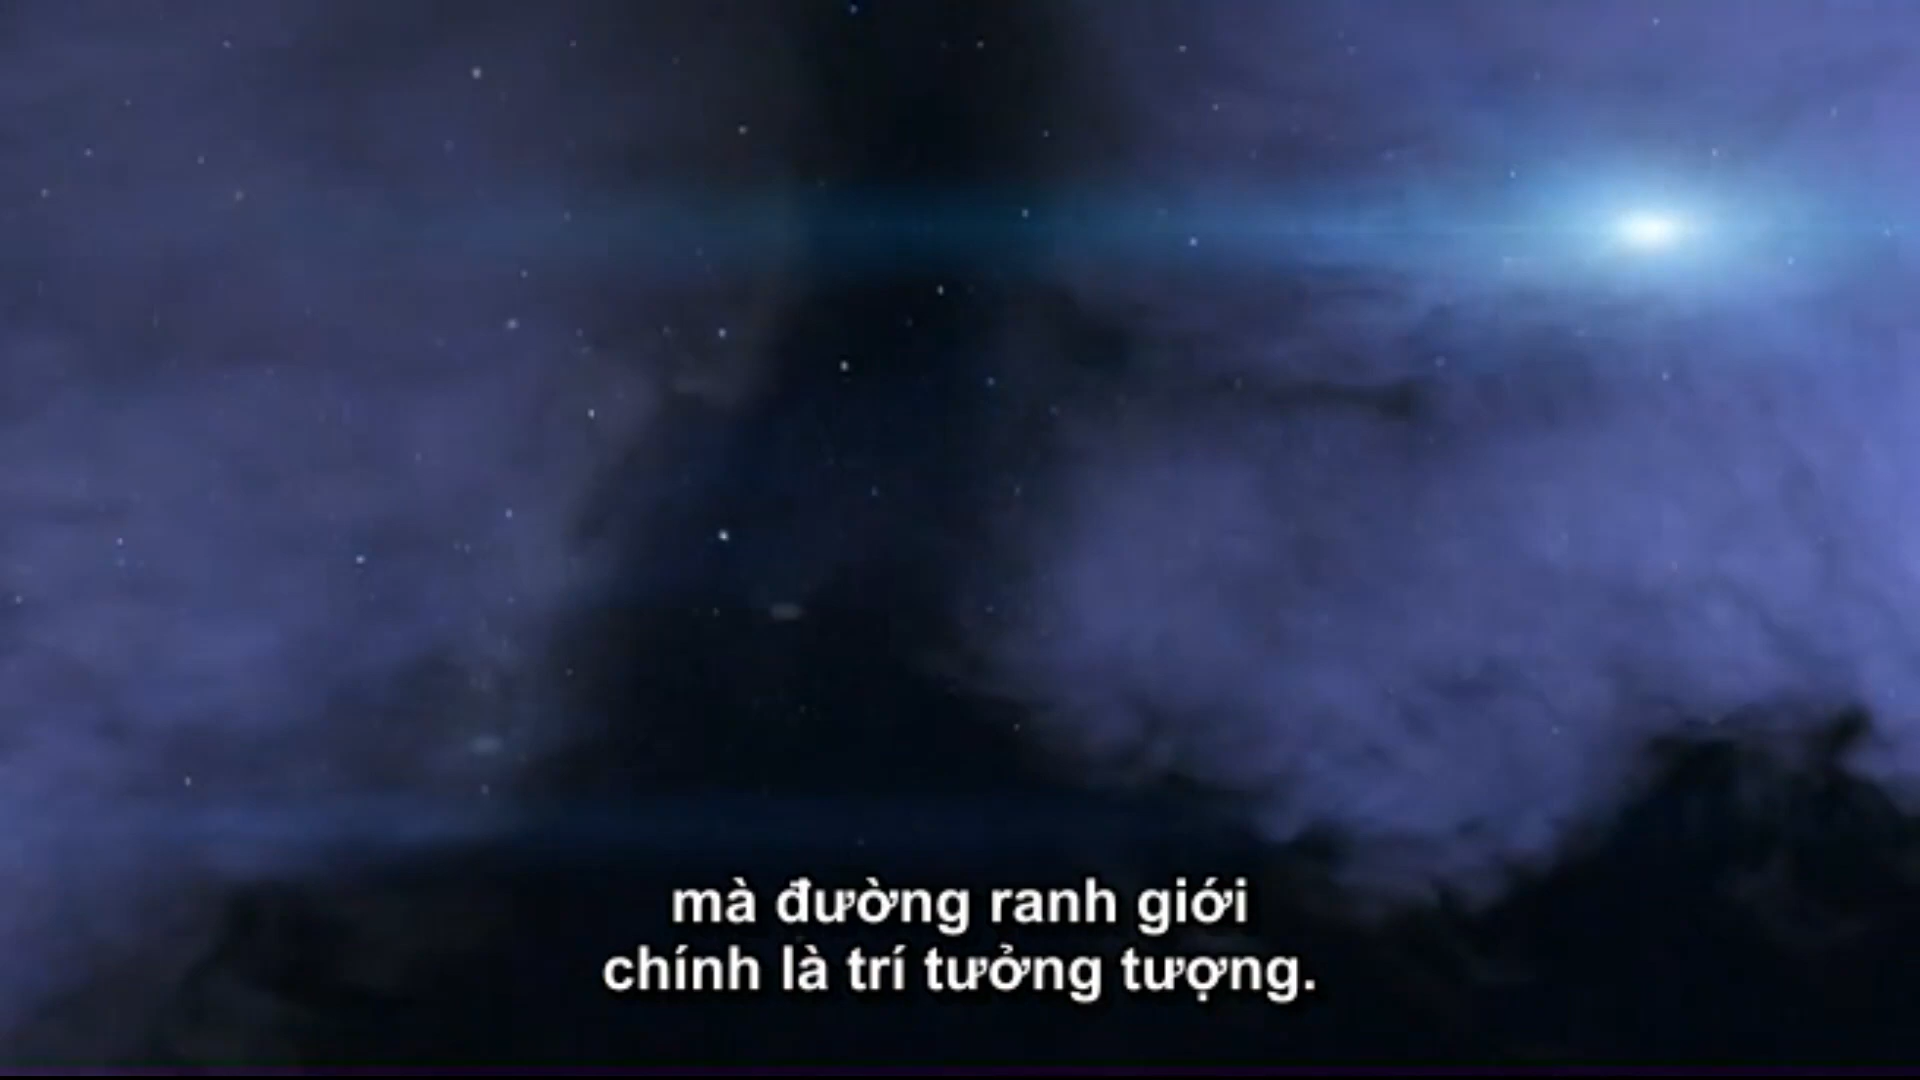 mà đường ranh giới
chính là trí tưởng tượng.